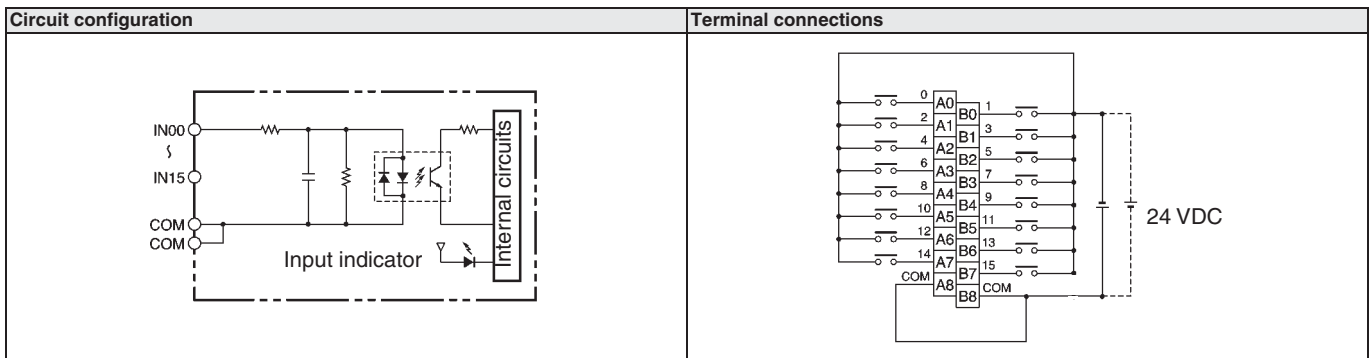 Circuit configuration
Terminal connections
IN00
IN15
COM
COM
Input indicator
Internal circuits
0 A0
B0 1
2 A1
B1 3
4 A2
B2 5
6 A3
B3 7
8 A4
B4 9
10 A5
B5 11
12 A6
B6 13
14 A7
B7 15
COM A8
B8 COM
24 VDC